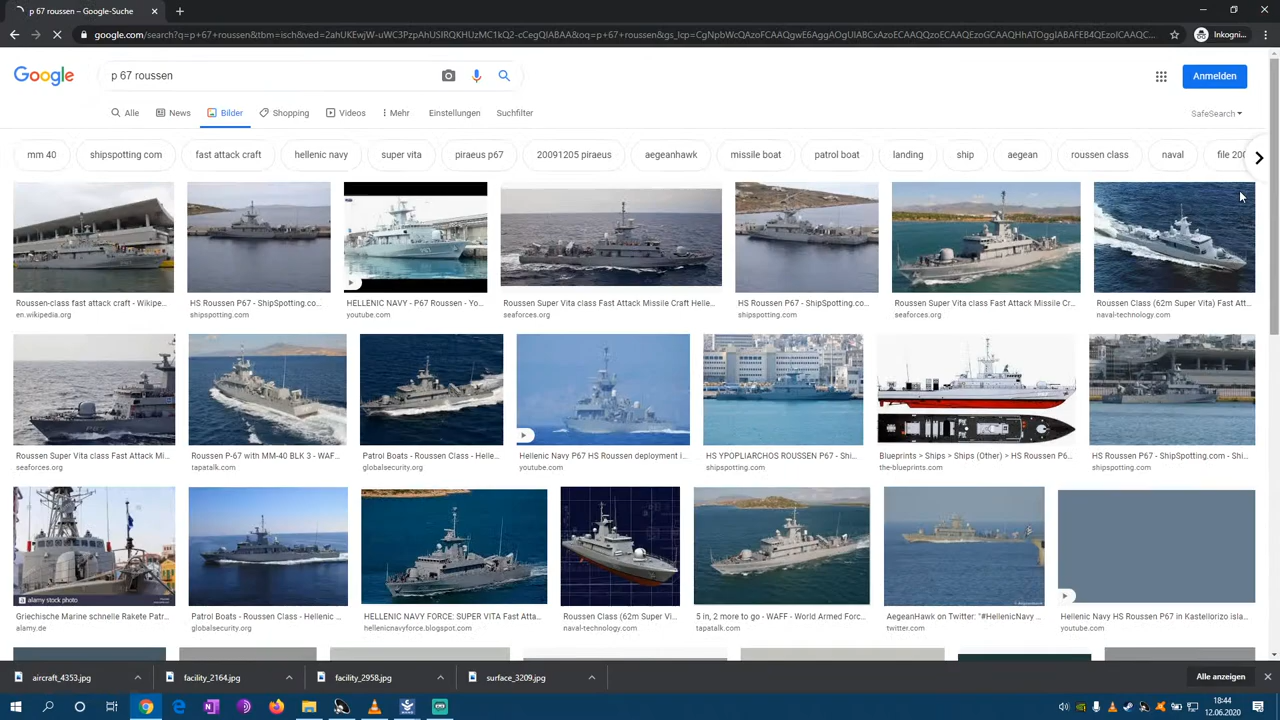 p 67 roussen - Google-Suche
google.com/search?q=p+67+roussen&tbm=isch&ved=2ahUKEwjW-uWC3PzpAhUSIRQKHUzMC1kQ2-cCegQIABAA&oq=p+67+roussen&gs_lcp=
Inkogni...
Google
p 67 roussen
Anmelden
Alle
News
Bilder
Shopping
Videos
Mehr
Einstellungen
Suchfilter
SafeSearch
mm 40
shipspotting com
fast attack craft
hellenic navy
super vita
piraeus p67
20091205 piraeus
aegeanhawk
missile boat
patrol boat
landing
ship
aegean
roussen class
naval
file 200
Roussen-class fast attack craft - Wikipe...
en.wikipedia.org
HS Roussen P67 - ShipSpotting.co...
shipspotting.com
HELLENIC NAVY - P67 Roussen - Yo...
youtube.com
Roussen Super Vita class Fast Attack Missile Craft Helle...
seaforces.org
HS Roussen P67 - ShipSpotting.co...
shipspotting.com
Roussen Super Vita class Fast Attack Missile Cr...
seaforces.org
Roussen Class (62m Super Vita) Fast Att...
naval-technology.com
Roussen Super Vita class Fast Attack Mi...
seaforces.org
Roussen P-67 with MM-40 BLK 3 - WAF...
tapatalk.com
Patrol Boats - Roussen Class - Helle...
globalsecurity.org
Hellenic Navy P67 HS Roussen deployment i...
youtube.com
HS YPOPLIARCHOS ROUSSEN P67 - Shi...
shipspotting.com
Blueprints > Ships > Ships (Other) > HS Roussen P6...
the-blueprints.com
HS Roussen P67 - ShipSpotting.com - Shi...
shipspotting.com
alamy stock photo
Griechische Marine schnelle Rakete Patr...
alamy.de
Patrol Boats - Roussen Class - Hellenic ...
globalsecurity.org
HELLENIC NAVY FORCE: SUPER VITA Fast Atta...
hellenicnavyforce.blogspot.com
Roussen Class (62m Super Vi...
naval-technology.com
5 in, 2 more to go - WAFF - World Armed Forc...
tapatalk.com
AegeanHawk on Twitter: "#HellenicNavy ...
twitter.com
Hellenic Navy HS Roussen P67 in Kastellorizo isla...
youtube.com
aircraft_4353.jpg
facility_2164.jpg
facility_2958.jpg
surface_3209.jpg
Alle anzeigen
18:44
12.06.2020